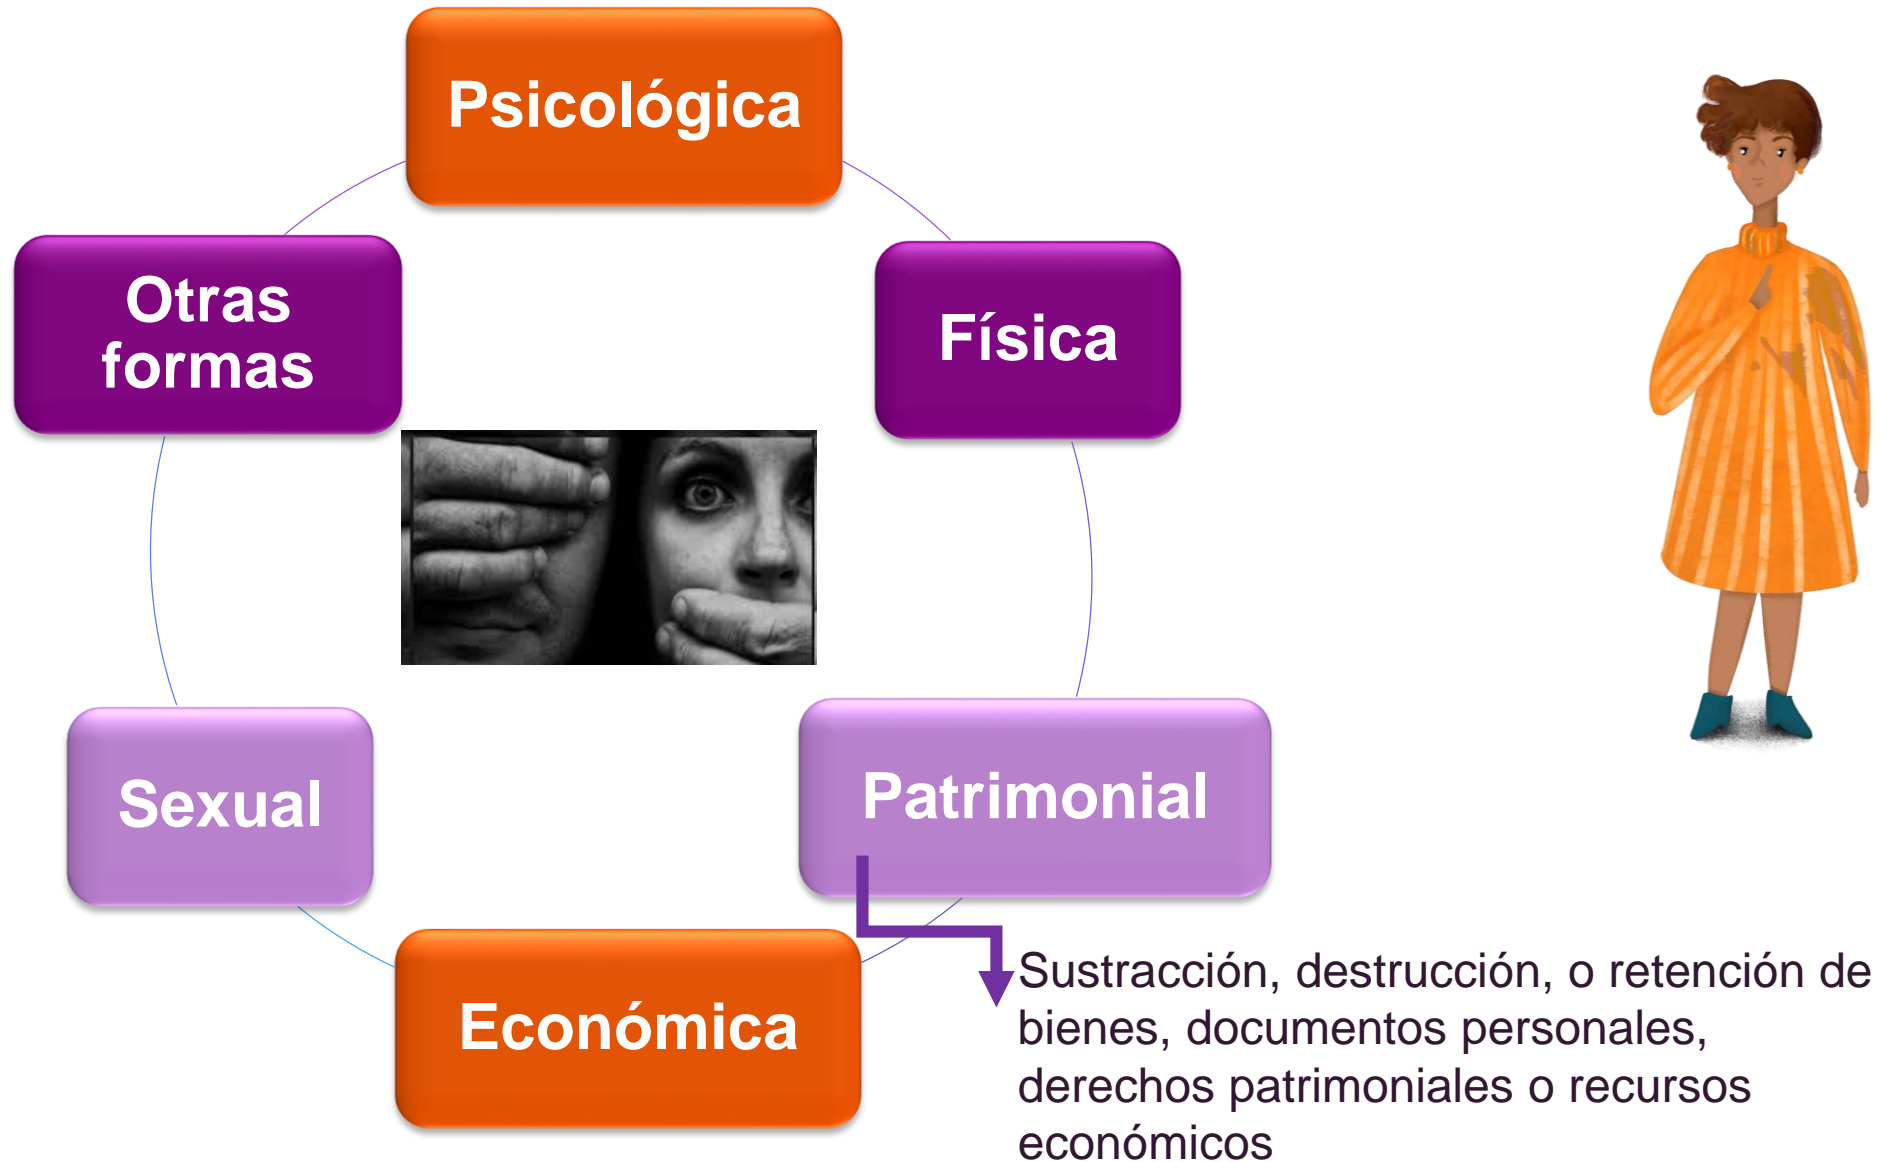 Psicológica
Otras
formas
Física
Sexual
Patrimonial
Económica
Sustracción, destrucción, o retención de
bienes, documentos personales,
derechos patrimoniales o recursos
económicos